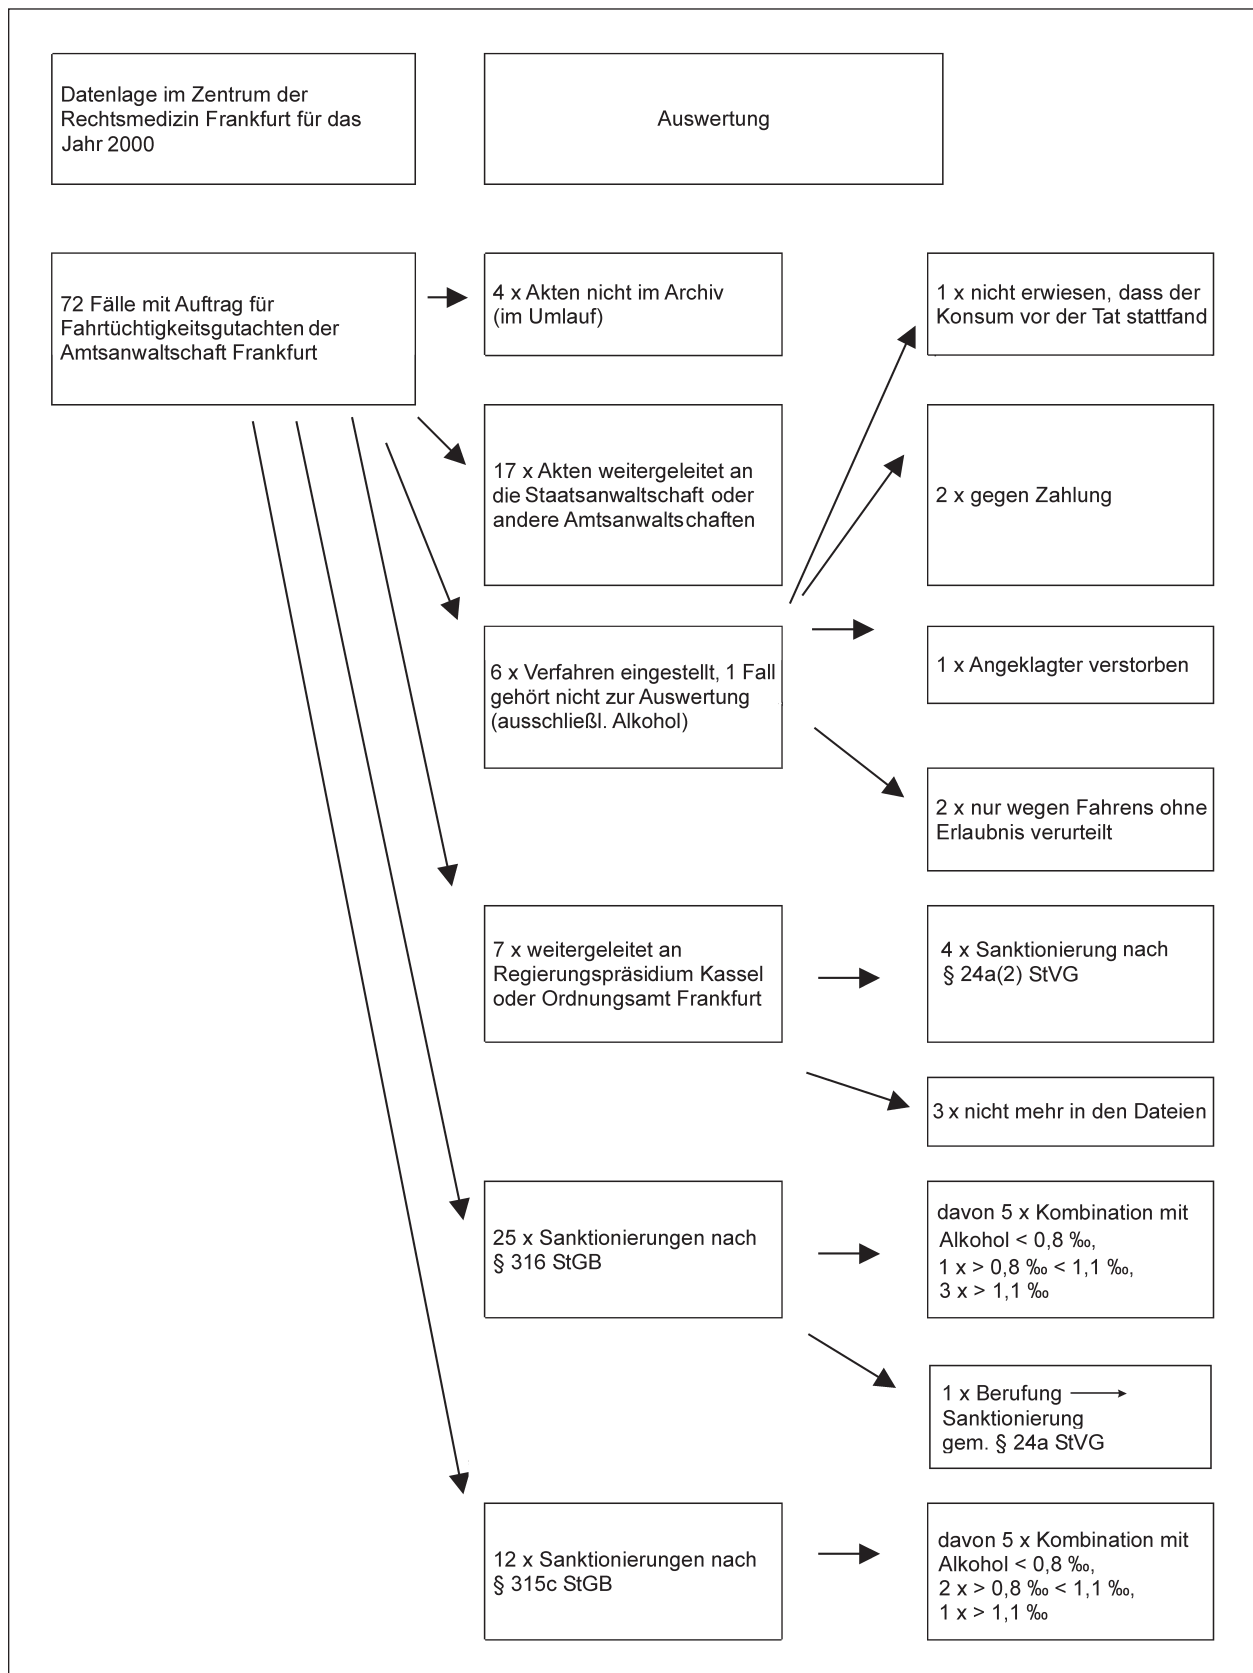 Datenlage im Zentrum der
Rechtsmedizin Frankfurt für das
Jahr 2000
Auswertung
72 Fälle mit Auftrag für
Fahrtüchtigkeitsgutachten der
Amtsanwaltschaft Frankfurt
4 x Akten nicht im Archiv
(im Umlauf)
1 x nicht erwiesen, dass der
Konsum vor der Tat stattfand
17 x Akten weitergeleitet an
die Staatsanwaltschaft oder
andere Amtsanwaltschaften
2 x gegen Zahlung
6 x Verfahren eingestellt, 1 Fall
gehört nicht zur Auswertung
(ausschließl. Alkohol)
1 x Angeklagter verstorben
2 x nur wegen Fahrens ohne
Erlaubnis verurteilt
7 x weitergeleitet an
Regierungspräsidium Kassel
oder Ordnungsamt Frankfurt
4 x Sanktionierung nach
§ 24a(2) StVG
3 x nicht mehr in den Dateien
25 x Sanktionierungen nach
§ 316 StGB
davon 5 x Kombination mit
Alkohol < 0,8 ‰,
1 x > 0,8 ‰ < 1,1 ‰,
3 x > 1,1 ‰
1 x Berufung →
Sanktionierung
gem. § 24a StVG
12 x Sanktionierungen nach
§ 315c StGB
davon 5 x Kombination mit
Alkohol < 0,8 ‰,
2 x > 0,8 ‰ < 1,1 ‰,
1 x > 1,1 ‰